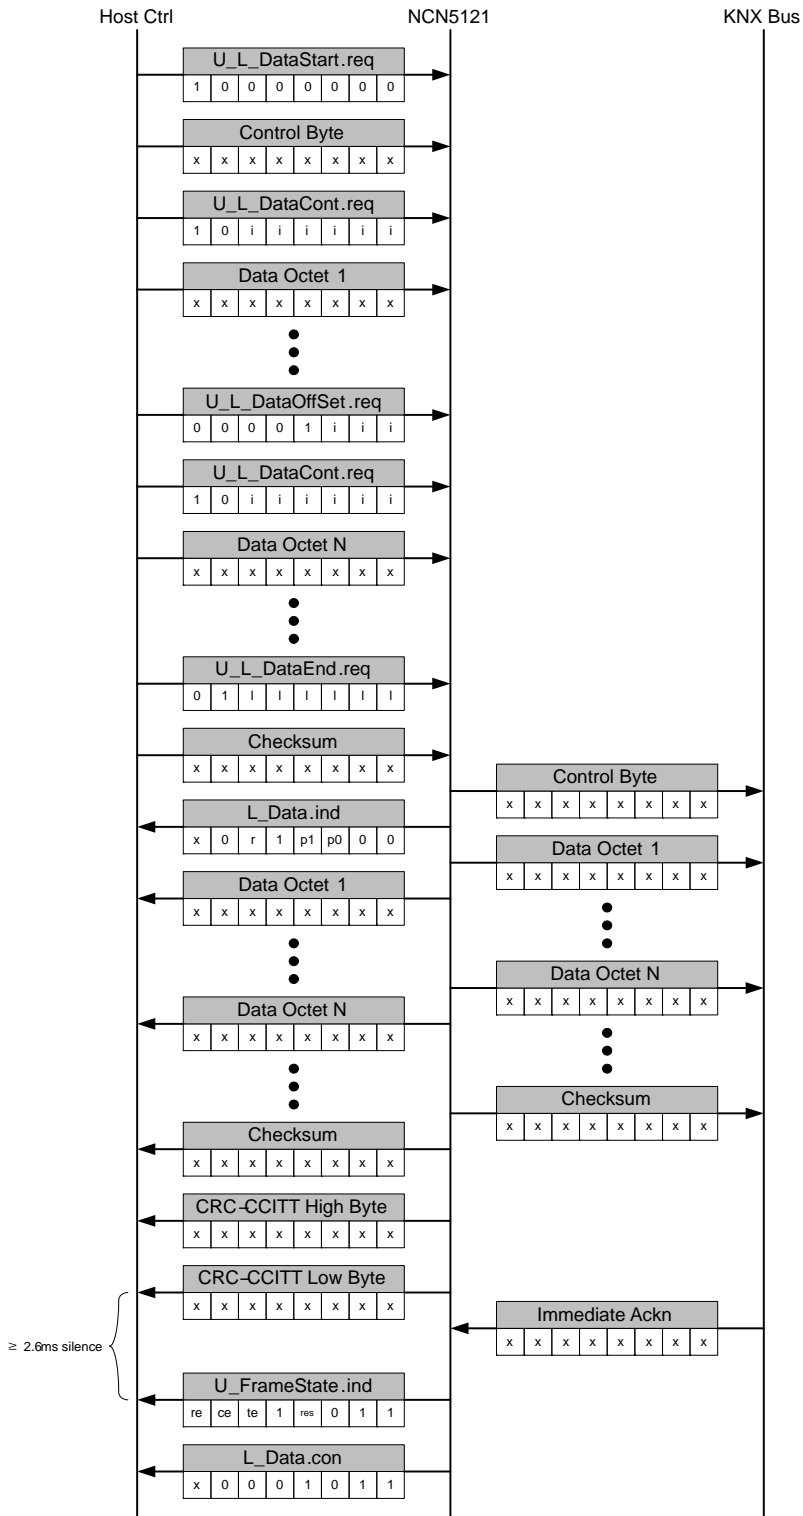 Host Ctrl NCN5121 KNX Bus
U_L_DataStart.req
1 0 0 0 0 0 0 0
Control Byte
x x x x x x x x
U_L_DataCont.req
1 0 i i i i i i
Data Octet 1
x x x x x x x x
U_L_DataOffSet.req
0 0 0 0 1 i i i
U_L_DataCont.req
1 0 i i i i i i
Data Octet N
x x x x x x x x
U_L_DataEnd.req
0 1 l l l l l l
Checksum
x x x x x x x x
Control Byte
x x x x x x x x
L_Data.ind
x 0 r 1 p1 p0 0 0
Data Octet 1
x x x x x x x x
Data Octet 1
x x x x x x x x
Data Octet N
x x x x x x x x
Data Octet N
x x x x x x x x
Checksum
x x x x x x x x
Checksum
x x x x x x x x
CRC-CCITT High Byte
x x x x x x x x
CRC-CCITT Low Byte
x x x x x x x x
Immediate Ackn
x x x x x x x x
≥ 2.6ms silence
U_FrameState.ind
re ce te 1 res 0 1 1
L_Data.con
x 0 0 0 1 0 1 1